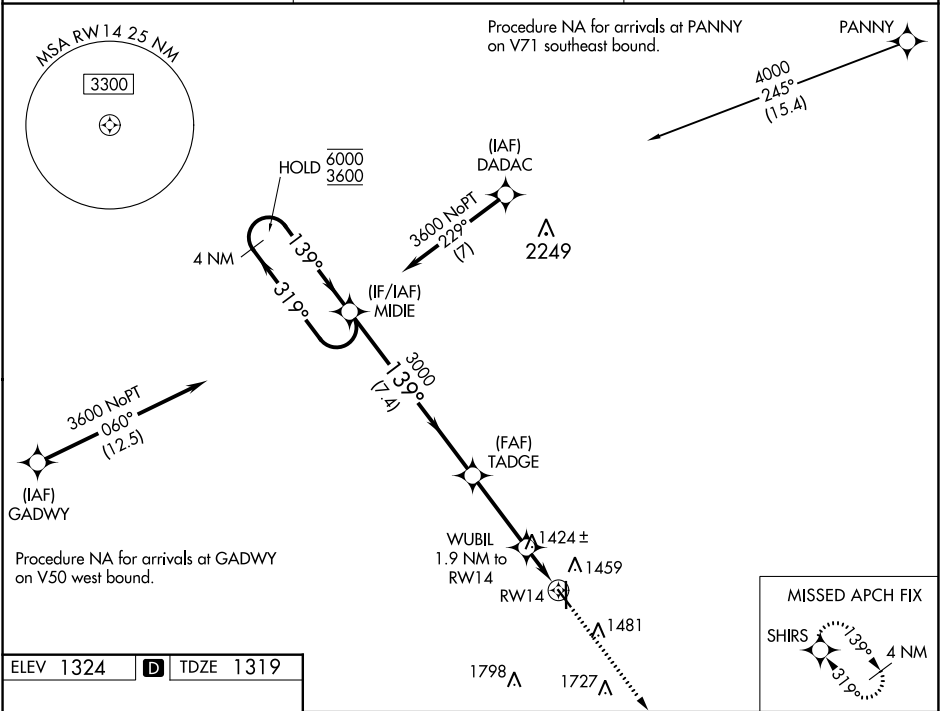 MSA RW14 25 NM
3300
Procedure NA for arrivals at PANNY
on V71 southeast bound.
PANNY
4000
245°
(15.4)
HOLD 6000
3600
(IAF)
DADAC
3600 NoPT
229°
(7)
2249
4 NM
139°
319°
(IF/IAF)
MIDIE
3000
139°
(7.4)
3600 NoPT
060°
(12.5)
(IAF)
GADWY
(FAF)
TADGE
Procedure NA for arrivals at GADWY
on V50 west bound.
WUBIL
1.9 NM to
RW14
1424 ±
1459
RW14
1481
1798
1727
MISSED APCH FIX
SHIRS
139°
4 NM
319°
ELEV 1324 D TDZE 1319